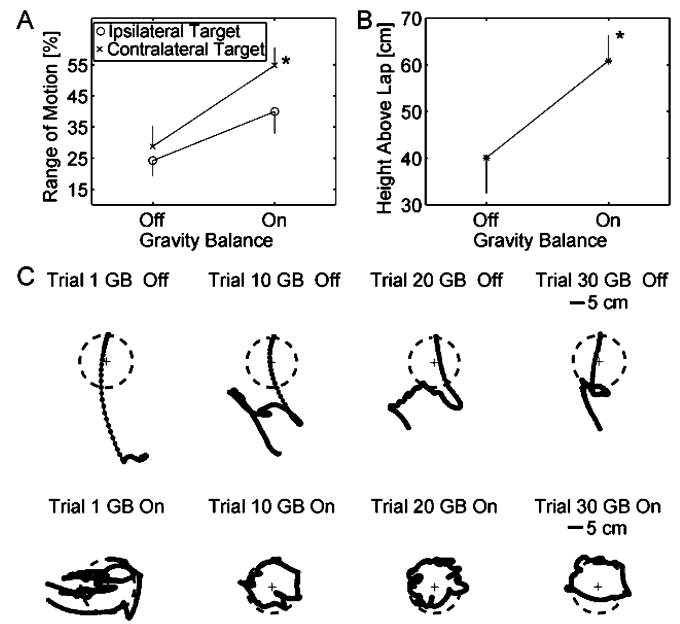 A
Ipsilateral Target
Contralateral Target
*
Range of Motion [%]
55
45
35
25
15
Off On
Gravity Balance
B
*
Height Above Lap [cm]
70
60
50
40
30
Off On
Gravity Balance
C
Trial 1 GB Off Trial 10 GB Off Trial 20 GB Off Trial 30 GB Off
5 cm
Trial 1 GB On Trial 10 GB On Trial 20 GB On Trial 30 GB On
5 cm